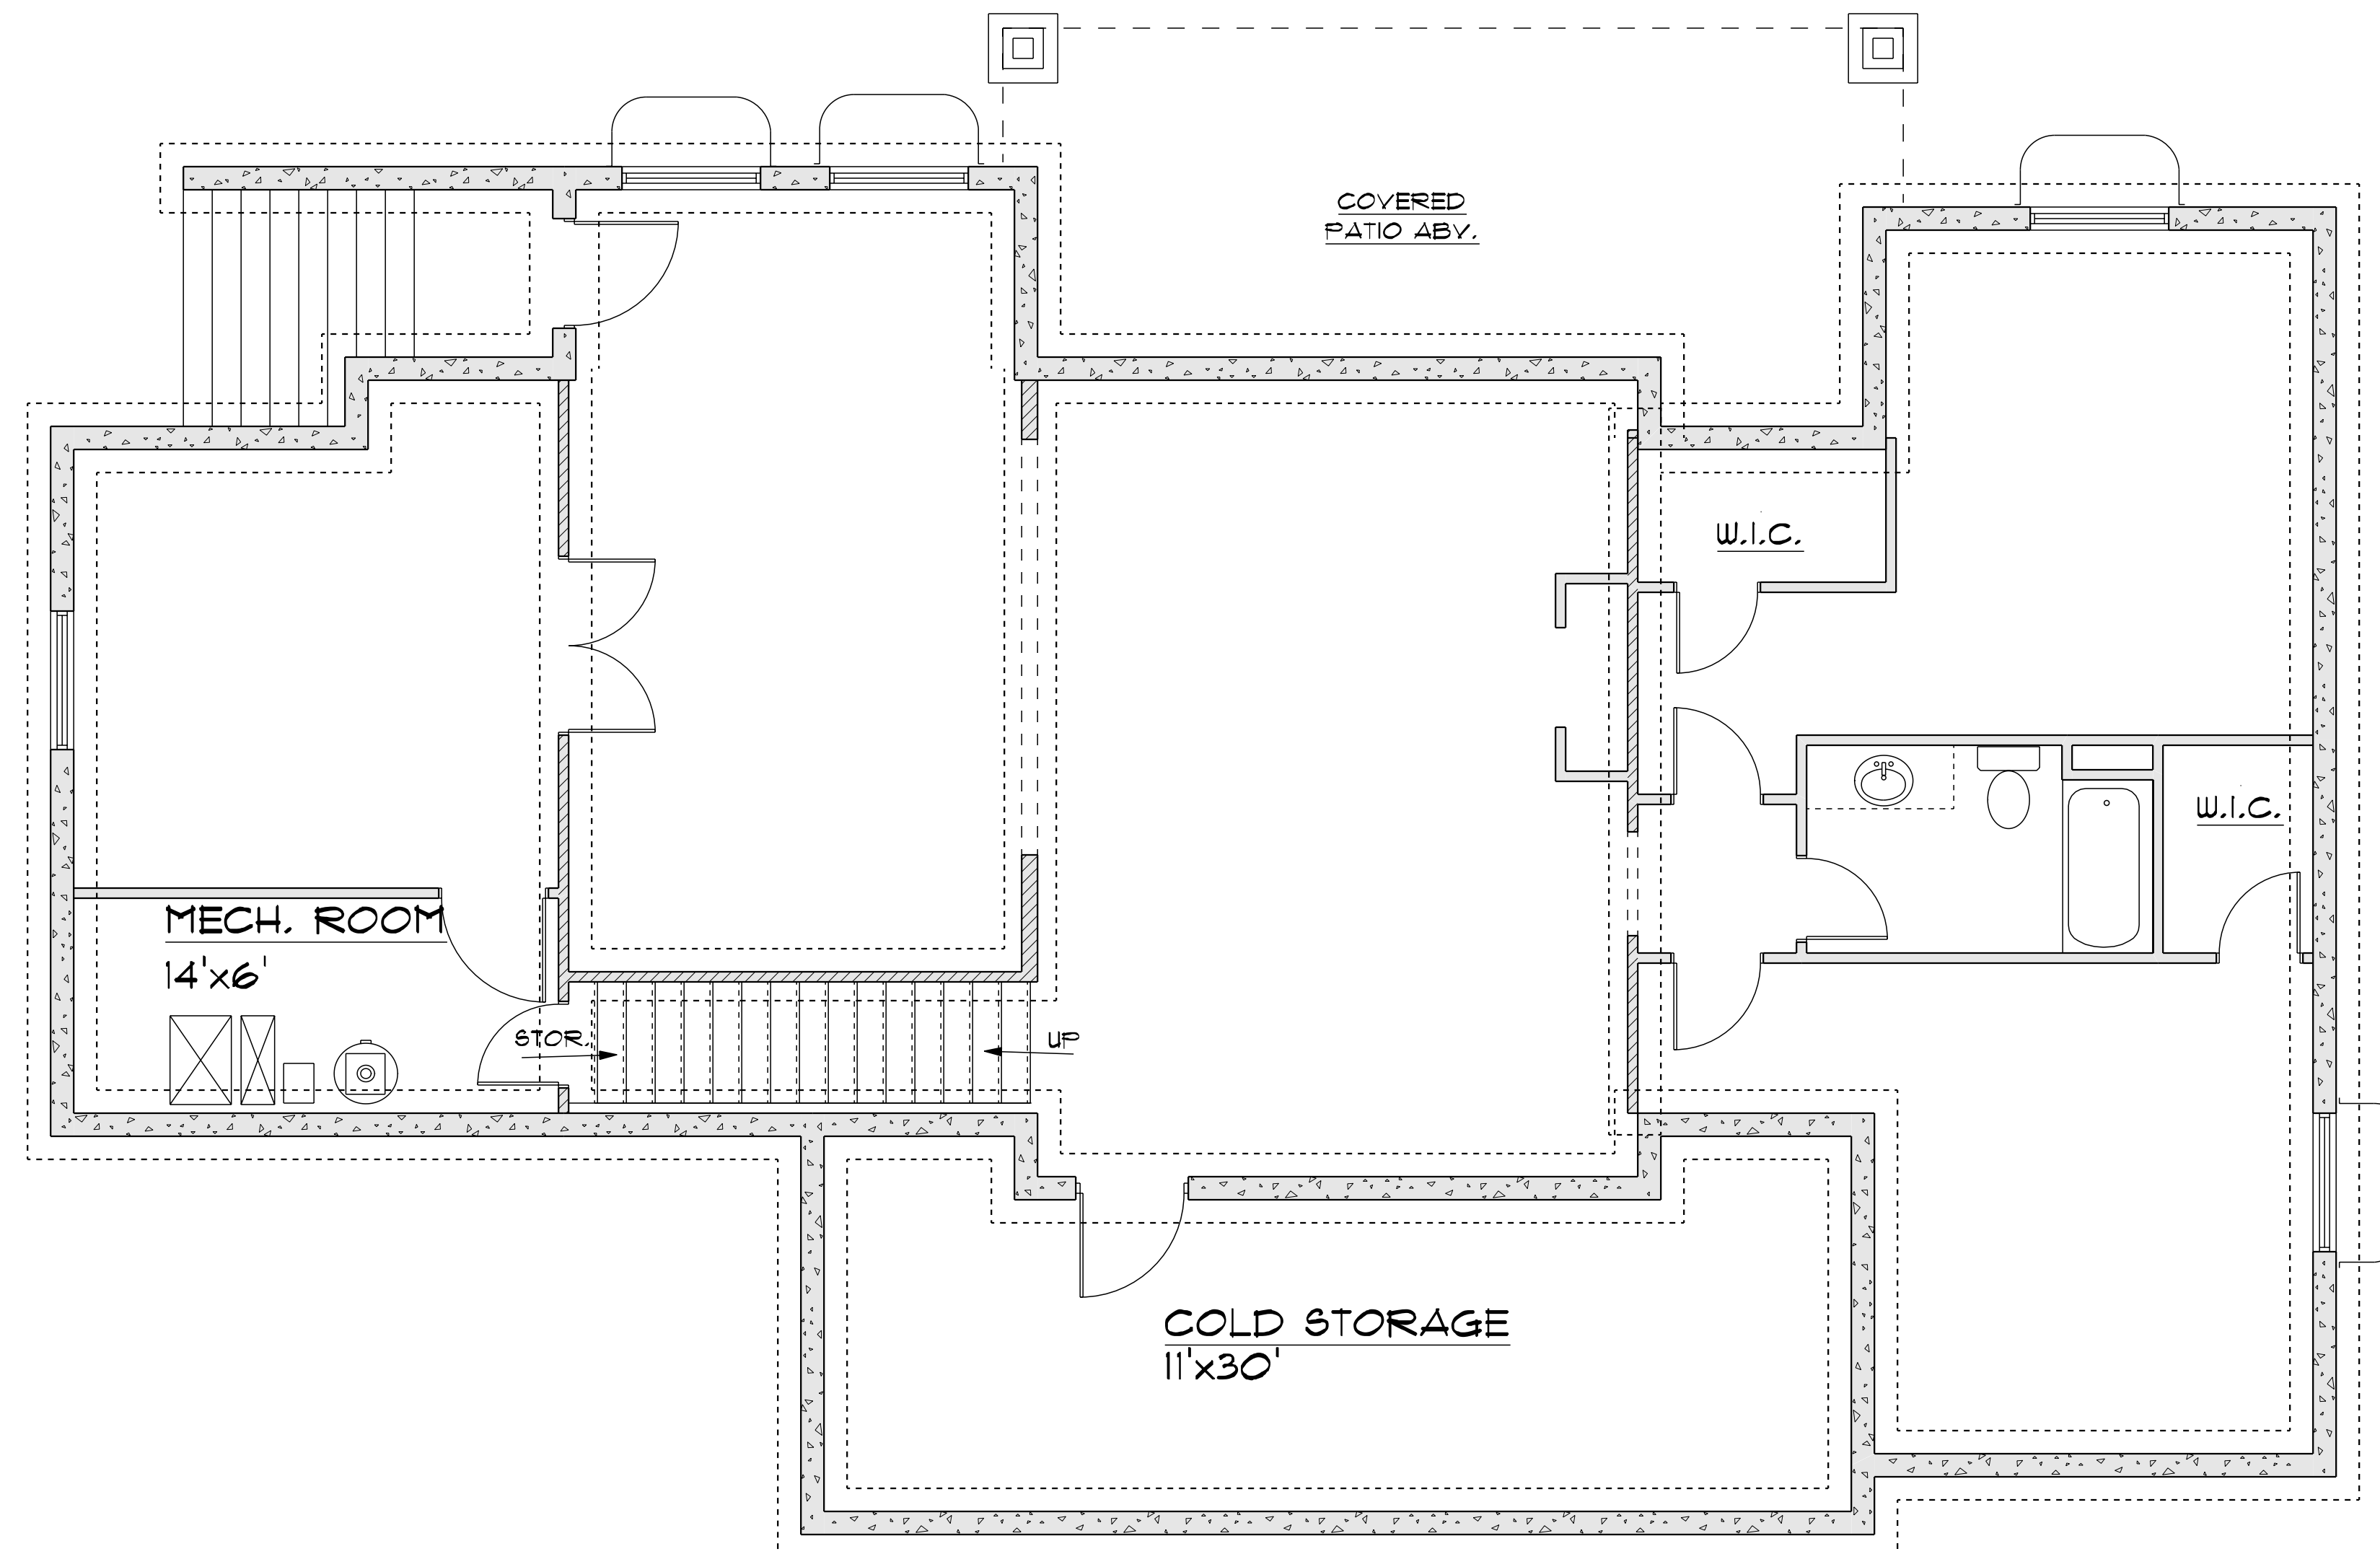 COVERED
PATIO ABV.
W.I.C.
W.I.C.
MECH. ROOM
14'x6'
STOR.
UP
COLD STORAGE
11'x30'